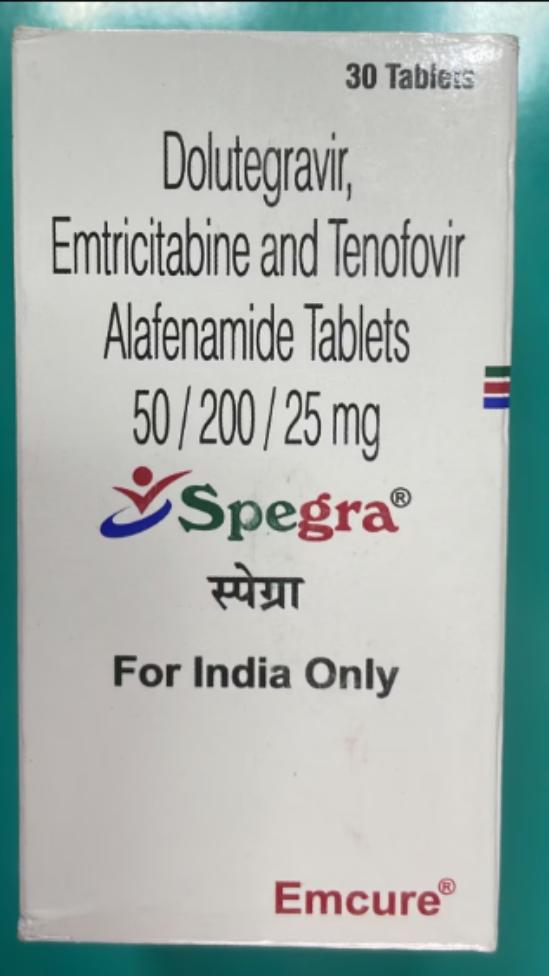 30 Tablets
Dolutegravir,
Emtricitabine and Tenofovir
Alafenamide Tablets
50 / 200 / 25 mg
Spegra®
स्पेग्रा
For India Only
Emcure®